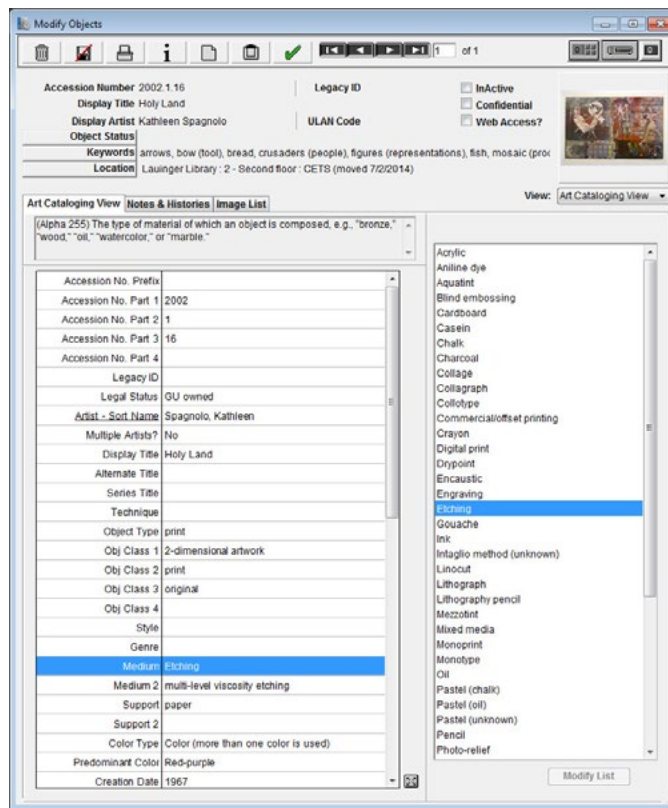 Modify Objects
1 of 1
Accession Number 2002.1.16 Legacy ID InActive
Display Title Holy Land Confidential
Display Artist Kathleen Spagnolo ULAN Code Web Access?
Object Status
Keywords arrows, bow (tool), bread, crusaders (people), figures (representations), fish, mosaic (proc
Location Lauinger Library : 2 - Second floor : CETS (moved 7/2/2014)
View: Art Cataloging View
Art Cataloging View Notes & Histories Image List
(Alpha 255) The type of material of which an object is composed, e.g., "bronze,"
"wood," "oil," "watercolor," or "marble."
Accession No. Prefix
Accession No. Part 1 2002
Accession No. Part 2 1
Accession No. Part 3 16
Accession No. Part 4
Legacy ID
Legal Status GU owned
Artist - Sort Name Spagnolo, Kathleen
Multiple Artists? No
Display Title Holy Land
Alternate Title
Series Title
Technique
Object Type print
Obj Class 1 2-dimensional artwork
Obj Class 2 print
Obj Class 3 original
Obj Class 4
Style
Genre
Medium Etching
Medium 2 multi-level viscosity etching
Support paper
Support 2
Color Type Color (more than one color is used)
Predominant Color Red-purple
Creation Date 1967
Acrylic
Aniline dye
Aquatint
Blind embossing
Cardboard
Casein
Chalk
Charcoal
Collage
Collagraph
Collotype
Commercial/offset printing
Crayon
Digital print
Drypoint
Encaustic
Engraving
Etching
Gouache
Ink
Intaglio method (unknown)
Linocut
Lithograph
Lithography pencil
Mezzotint
Mixed media
Monoprint
Monotype
Oil
Pastel (chalk)
Pastel (oil)
Pastel (unknown)
Pencil
Photo-relief
Modify List